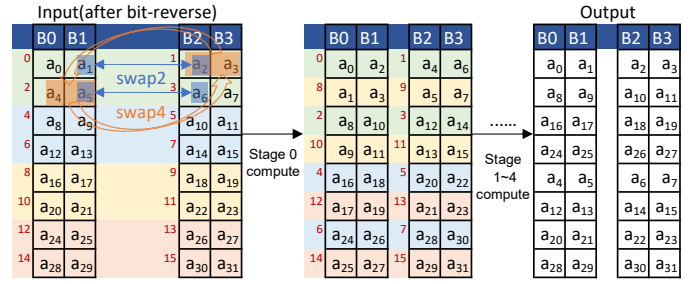 Input(after bit-reverse)
B0 B1 B2 B3
0 a0 a1 1 a2 a3
swap2
2 a4 a5 3 a6 a7
swap4
4 a8 a9 5 a10 a11
6 a12 a13 7 a14 a15
8 a16 a17 9 a18 a19
10 a20 a21 11 a22 a23
12 a24 a25 13 a26 a27
14 a28 a29 15 a30 a31
Stage 0
compute
B0 B1 B2 B3
0 a0 a2 1 a4 a6
8 a1 a3 9 a5 a7
2 a8 a10 3 a12 a14
10 a9 a11 11 a13 a15
4 a16 a18 5 a20 a22
12 a17 a19 13 a21 a23
6 a24 a26 7 a28 a30
14 a25 a27 15 a29 a31
......
Stage
1~4
compute
Output
B0 B1 B2 B3
a0 a1 a2 a3
a8 a9 a10 a11
a16 a17 a18 a19
a24 a25 a26 a27
a4 a5 a6 a7
a12 a13 a14 a15
a20 a21 a22 a23
a28 a29 a30 a31